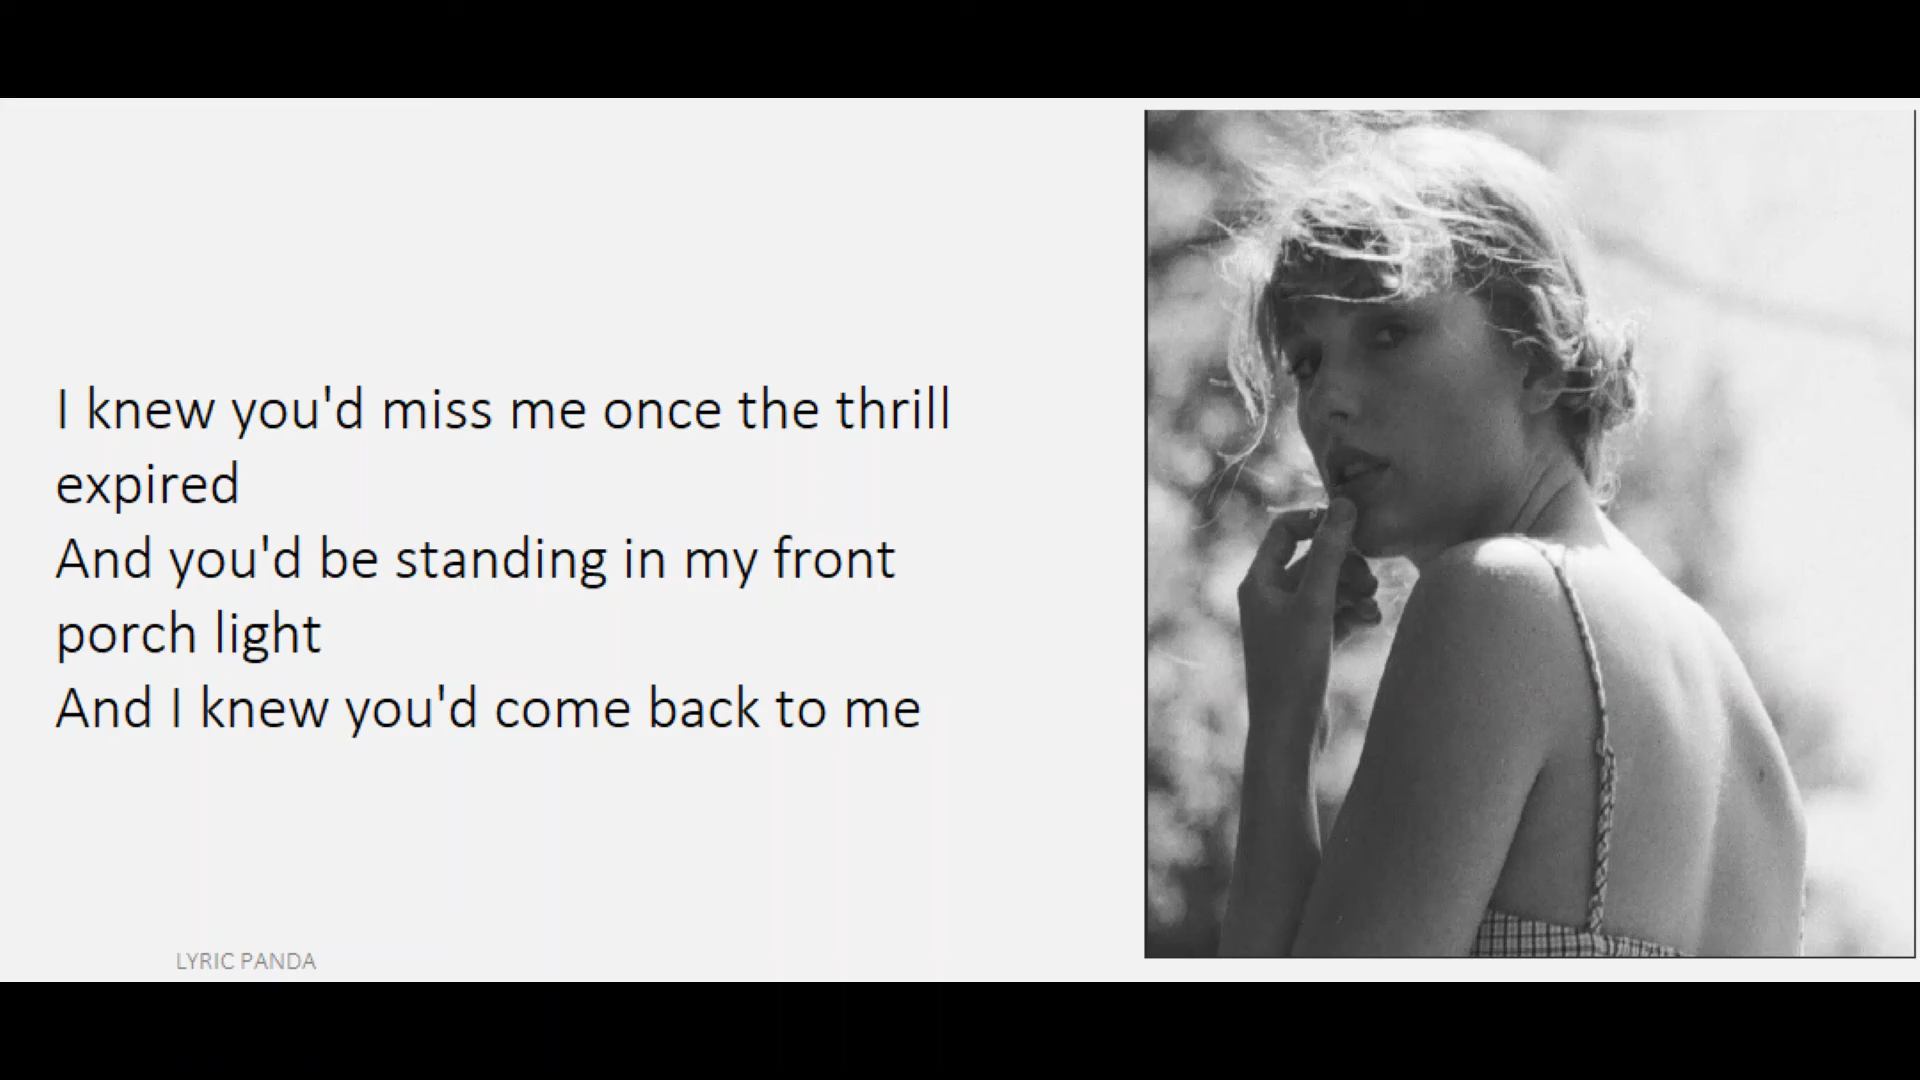 I knew you'd miss me once the thrill
expired
And you'd be standing in my front
porch light
And I knew you'd come back to me
LYRIC PANDA